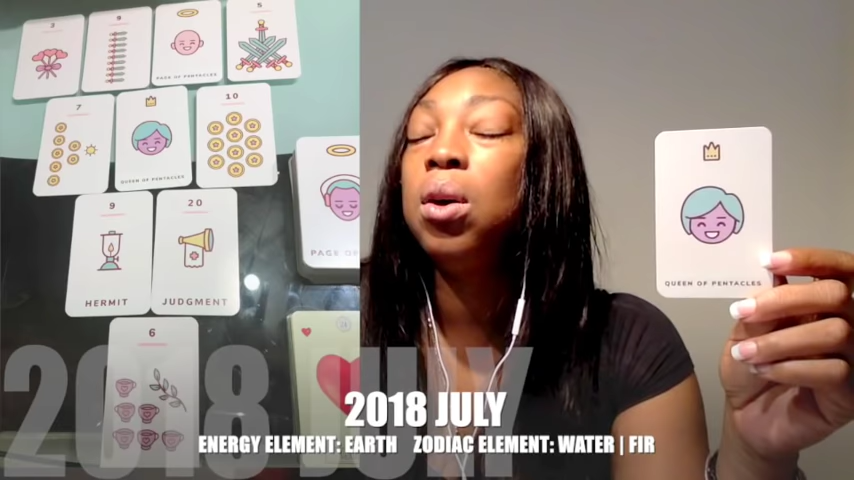 3
9
PAGE OF PENTACLES
5
7
QUEEN OF PENTACLES
10
9
HERMIT
20
JUDGMENT
PAGE
6
QUEEN OF PENTACLES
2018 JULY
2018 JULY
ENERGY ELEMENT: EARTH ZODIAC ELEMENT: WATER | FIR